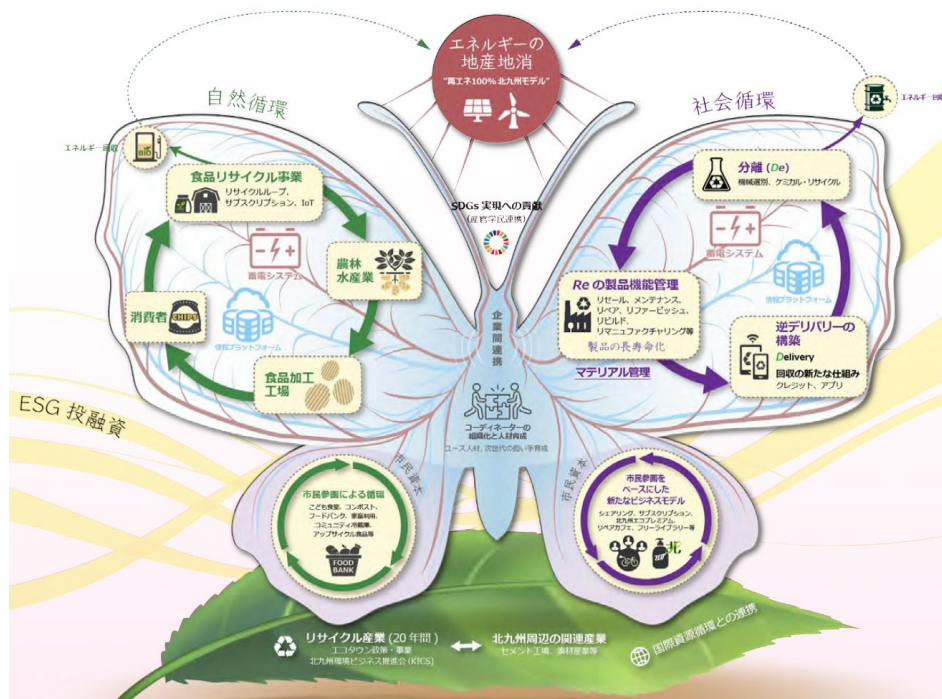 エネルギーの
地産地消
"再エネ100% 北九州モデル"
自然循環
社会循環
エネルギー回収
エネルギー回収
BIO
食品リサイクル事業
リサイクルループ、
サブスクリプション、IoT
蓄電システム
農林
水産業
消費者
CHIPS
情報プラットフォーム
食品加工
工場
SDGs 実現への貢献
(産官学民連携)
分離 (De)
機械選別、ケミカル・リサイクル
蓄電システム
情報プラットフォーム
Re の製品機能管理
リセール、メンテナンス、
リペア、リファービッシュ、
リビルド、
リマニュファクチャリング等
製品の長寿命化
マテリアル管理
逆デリバリーの
構築
Delivery
回収の新たな仕組み
クレジット、アプリ
企業間連携
コーディネーターの
組織化と人材育成
ユース人材、次世代の担い手育成
ESG 投融資
市民資本
市民参画による循環
こども食堂、コンポスト、
フードバンク、家庭利用、
コミュニティ冷蔵庫、
アップサイクル食品等
FOOD
BANK
市民資本
市民参画を
ベースにした
新たなビジネスモデル
シェアリング、サブスクリプション、
北九州エコプレミアム、
リペアカフェ、フリーライブラリー等
ECO
リサイクル産業 (20年間)
エコタウン政策・事業
北九州環境ビジネス推進会(KICS)
北九州周辺の関連産業
セメント工場、素材産業等
国際資源循環との連携